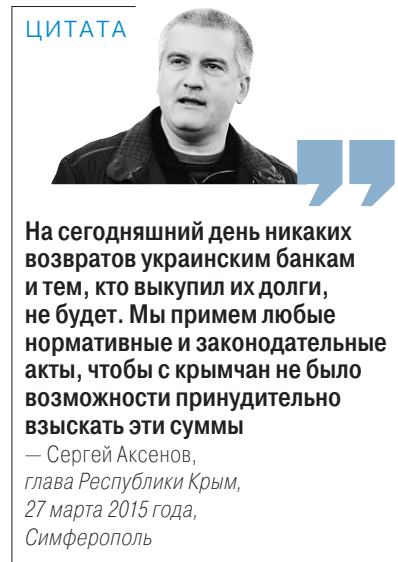 ЦИТАТА
На сегодняшний день никаких
возвратов украинским банкам
и тем, кто выкупил их долги,
не будет. Мы примем любые
нормативные и законодательные
акты, чтобы с крымчан не было
возможности принудительно
взыскать эти суммы
— Сергей Аксенов,
глава Республики Крым,
27 марта 2015 года,
Симферополь